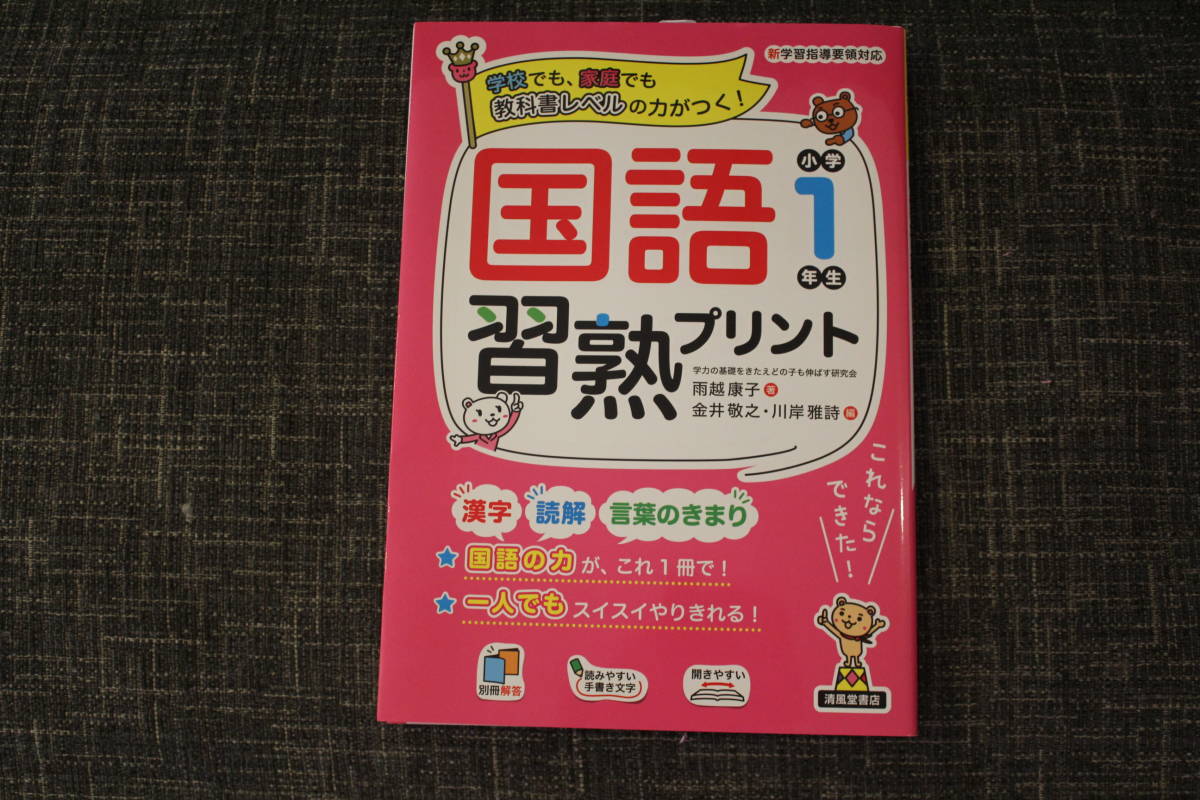 新学習指導要領対応
学校でも、家庭でも
教科書レベルの力がつく！
国語
小学
1
年生
習熟プリント
学力の基礎をきたえどの子も伸ばす研究会
雨越康子 著
金井敬之・川岸雅詩 編
漢字 読解 言葉のきまり
これなら
できた！
★ 国語の力が、これ1冊で！
★ 一人でもスイスイやりきれる！
別冊解答
読みやすい
手書き文字
開きやすい
清風堂書店